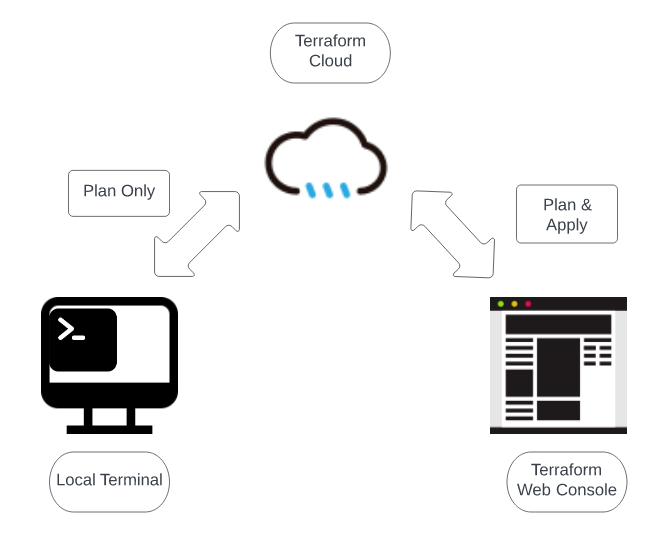 Terraform
Cloud
Plan Only
Plan &
Apply
>_
Local Terminal
Terraform
Web Console